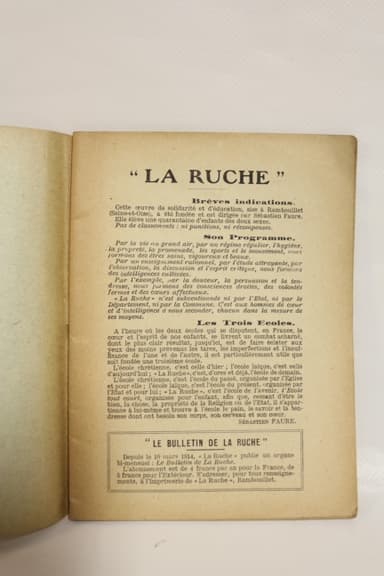 “ LA RUCHE ”
Brèves indications.
Cette œuvre de solidarité et d'éducation, sise à Rambouillet
(Seine-et-Oise), a été fondée et est dirigée par Sébastien Faure.
Elle élève une quarantaine d'enfants des deux sexes.
Pas de classements : ni punitions, ni récompenses.
Son Programme.
Par la vie au grand air, par un régime régulier, l'hygiène,
la propreté, la promenade, les sports et le mouvement, nous
formons des êtres sains, vigoureux et beaux.
Par un enseignement rationnel, par l'étude attrayante, par
l'observation, la discussion et l'esprit critique, nous formons
des intelligences cultivées.
Par l'exemple, par la douceur, la persuasion et la ten-
dresse, nous formons des consciences droites, des volontés
fermes et des cœurs affectueux.
« La Ruche » n'est subventionnée ni par l'Etat, ni par le
Département, ni par la Commune. C'est aux hommes de cœur
et d'intelligence à nous seconder, chacun dans la mesure de
ses moyens.
Les Trois Ecoles.
A l'heure où les deux écoles qui se disputent, en France, le
cœur et l'esprit de nos enfants, se livrent un combat acharné,
dont le plus clair résultat, jusqu'ici, est de faire éclater aux
yeux des moins prévenus les tares, les imperfections et l'insuf-
fisance de l'une et de l'autre, il est particulièrement utile que
soit fondée une troisième école.
L'école chrétienne, c'est celle d'hier ; l'école laïque, c'est celle
d'aujourd'hui ; « La Ruche », c'est, d'ores et déjà, l'école de demain.
L'école chrétienne, c'est l'école du passé, organisée par l'Eglise
et pour elle ; l'école laïque, c'est l'école du présent, organisée par
l'Etat et pour lui ; « La Ruche », c'est l'école de l'avenir, l'Ecole
tout court, organisée pour l'enfant, afin que, cessant d'être le
bien, la chose, la propriété de la Religion ou de l'Etat, il s'appar-
tienne à lui-même et trouve à l'école le pain, le savoir et la ten-
dresse dont ont besoin son corps, son cerveau et son cœur.
SÉBASTIEN FAURE.
"LE BULLETIN DE LA RUCHE"
Depuis le 10 mars 1914, « La Ruche » publie un organe
bi-mensuel : Le Bulletin de La Ruche.
L'abonnement est de 4 francs par an pour la France, de
5 francs pour l'Extérieur. S'adresser, pour tous renseigne-
ments, à l'Imprimerie de « La Ruche », Rambouillet.